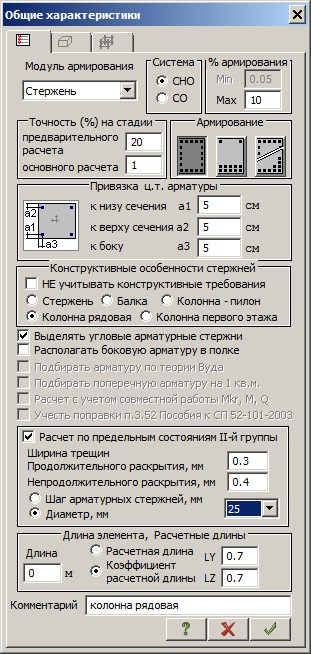 Общие характеристики
Модуль армирования
Стержень
Система
СНО
СО
% армирования
Min 0.05
Max 10
Точность (%) на стадии
предварительного расчета 20
основного расчета 1
Армирование
Привязка ц.т. арматуры
a2
a1
a3
к низу сечения a1 5 см
к верху сечения a2 5 см
к боку a3 5 см
Конструктивные особенности стержней
НЕ учитывать конструктивные требования
Стержень Балка Колонна - пилон
Колонна рядовая Колонна первого этажа
Выделять угловые арматурные стержни
Располагать боковую арматуру в полке
Подбирать арматуру по теории Вуда
Подбирать поперечную арматуру на 1 кв.м.
Расчет с учетом совместной работы Mkr, M, Q
Учесть поправки п.3,52 Пособия к СП 52-101-2003
Расчет по предельным состояниям II-й группы
Ширина трещин
Продолжительного раскрытия, мм 0.3
Непродолжительного раскрытия, мм 0.4
Шаг арматурных стержней, мм
Диаметр, мм
25
Длина элемента, Расчетные длины
Длина
0 м
Расчетная длина
Коэффициент расчетной длины
LY 0.7
LZ 0.7
Комментарий колонна рядовая
?